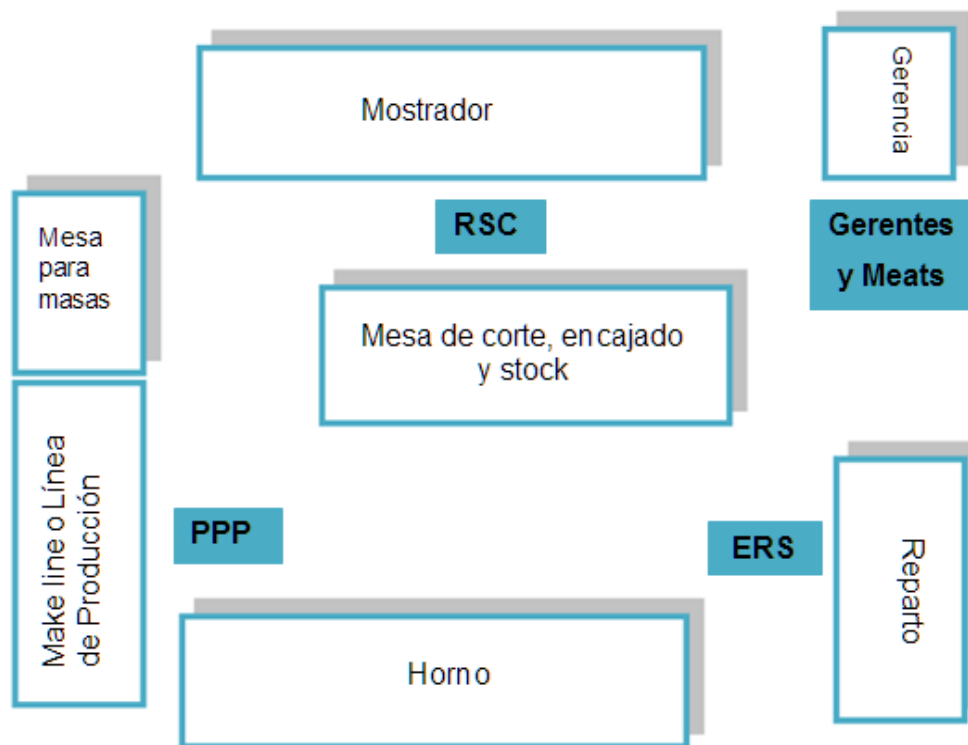 Mostrador
Gerencia
RSC
Gerentes
y Meats
Mesa
para
masas
Mesa de corte, encajado
y stock
Make line o Línea
de Producción
PPP
ERS
Reparto
Horno